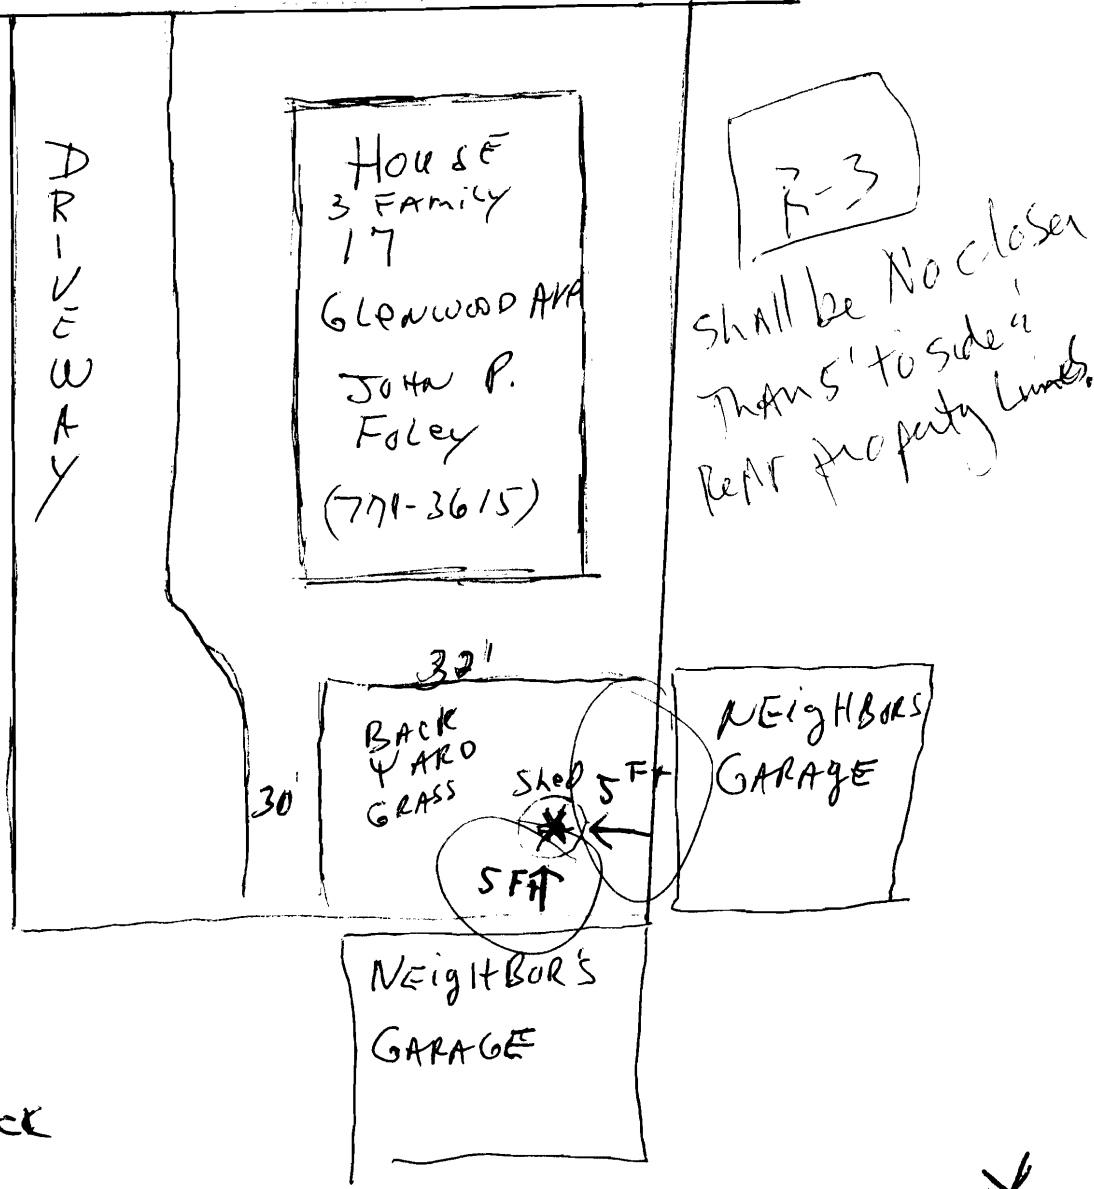 DRIVEWAY
HOUSE
3 FAMILY
17
GLENWOOD AVE
JOHN P.
Foley
(771-3615)
R-3
Shall be No closer
Than 5' to side &
Rear property Lines.
32'
BACK
YARD
GRASS
30'
Shed
5 Ft
5 Ft
NEIGHBORS
GARAGE
NEIGHBOR'S
GARAGE